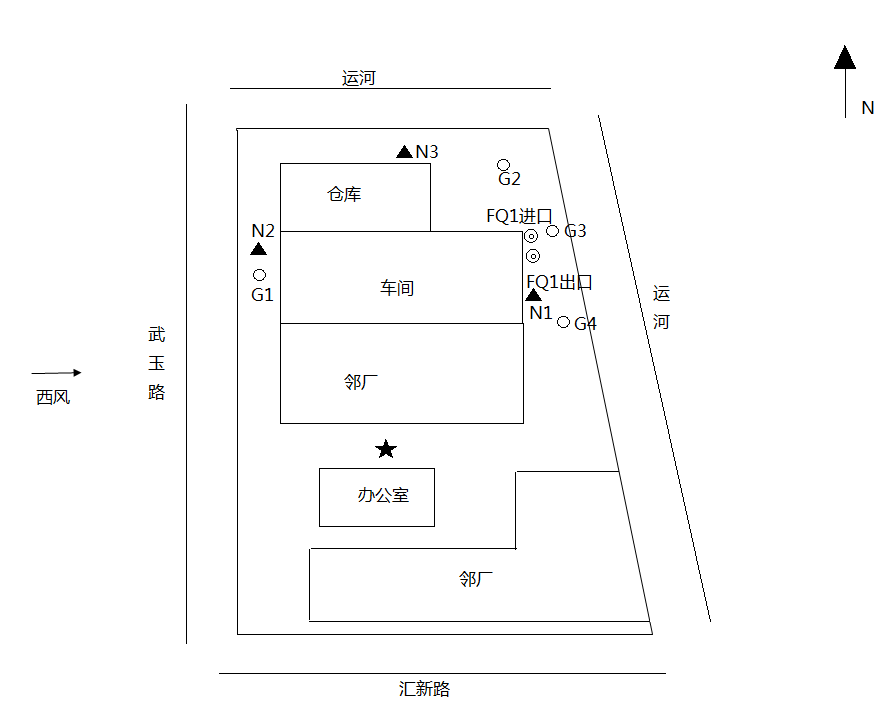 运河
N
N3
仓库
G2
FQ1进口
N2
G3
G1
车间
FQ1出口
运
河
N1
G4
武
玉
路
邻厂
西风
办公室
邻厂
汇新路